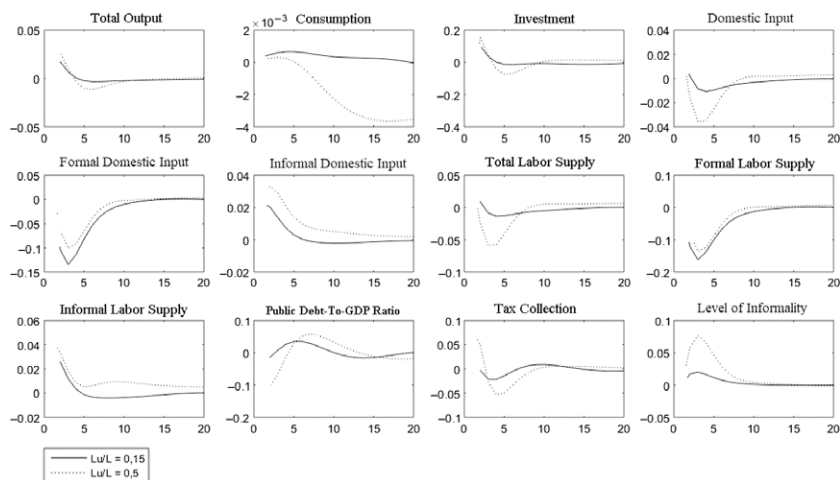 Total Output
Consumption
Investment
Domestic Input
0.05
0
−0.05
0 5 10 15 20
× 10⁻³
2
0
−2
−4
0 5 10 15 20
0.2
0
−0.2
−0.4
0 5 10 15 20
0.04
0.02
0
−0.02
−0.04
0 5 10 15 20
Formal Domestic Input
Informal Domestic Input
Total Labor Supply
Formal Labor Supply
0.05
0
−0.05
−0.1
−0.15
0 5 10 15 20
0.04
0.02
0
−0.02
0 5 10 15 20
0.05
0
−0.05
−0.1
0 5 10 15 20
0.1
0
−0.1
−0.2
0 5 10 15 20
Informal Labor Supply
Public Debt-To-GDP Ratio
Tax Collection
Level of Informality
0.06
0.04
0.02
0
−0.02
0 5 10 15 20
0.1
0
−0.1
−0.2
0 5 10 15 20
0.1
0.05
0
−0.05
−0.1
0 5 10 15 20
0.1
0.05
0
−0.05
0 5 10 15 20
Lu/L = 0,15
Lu/L = 0,5